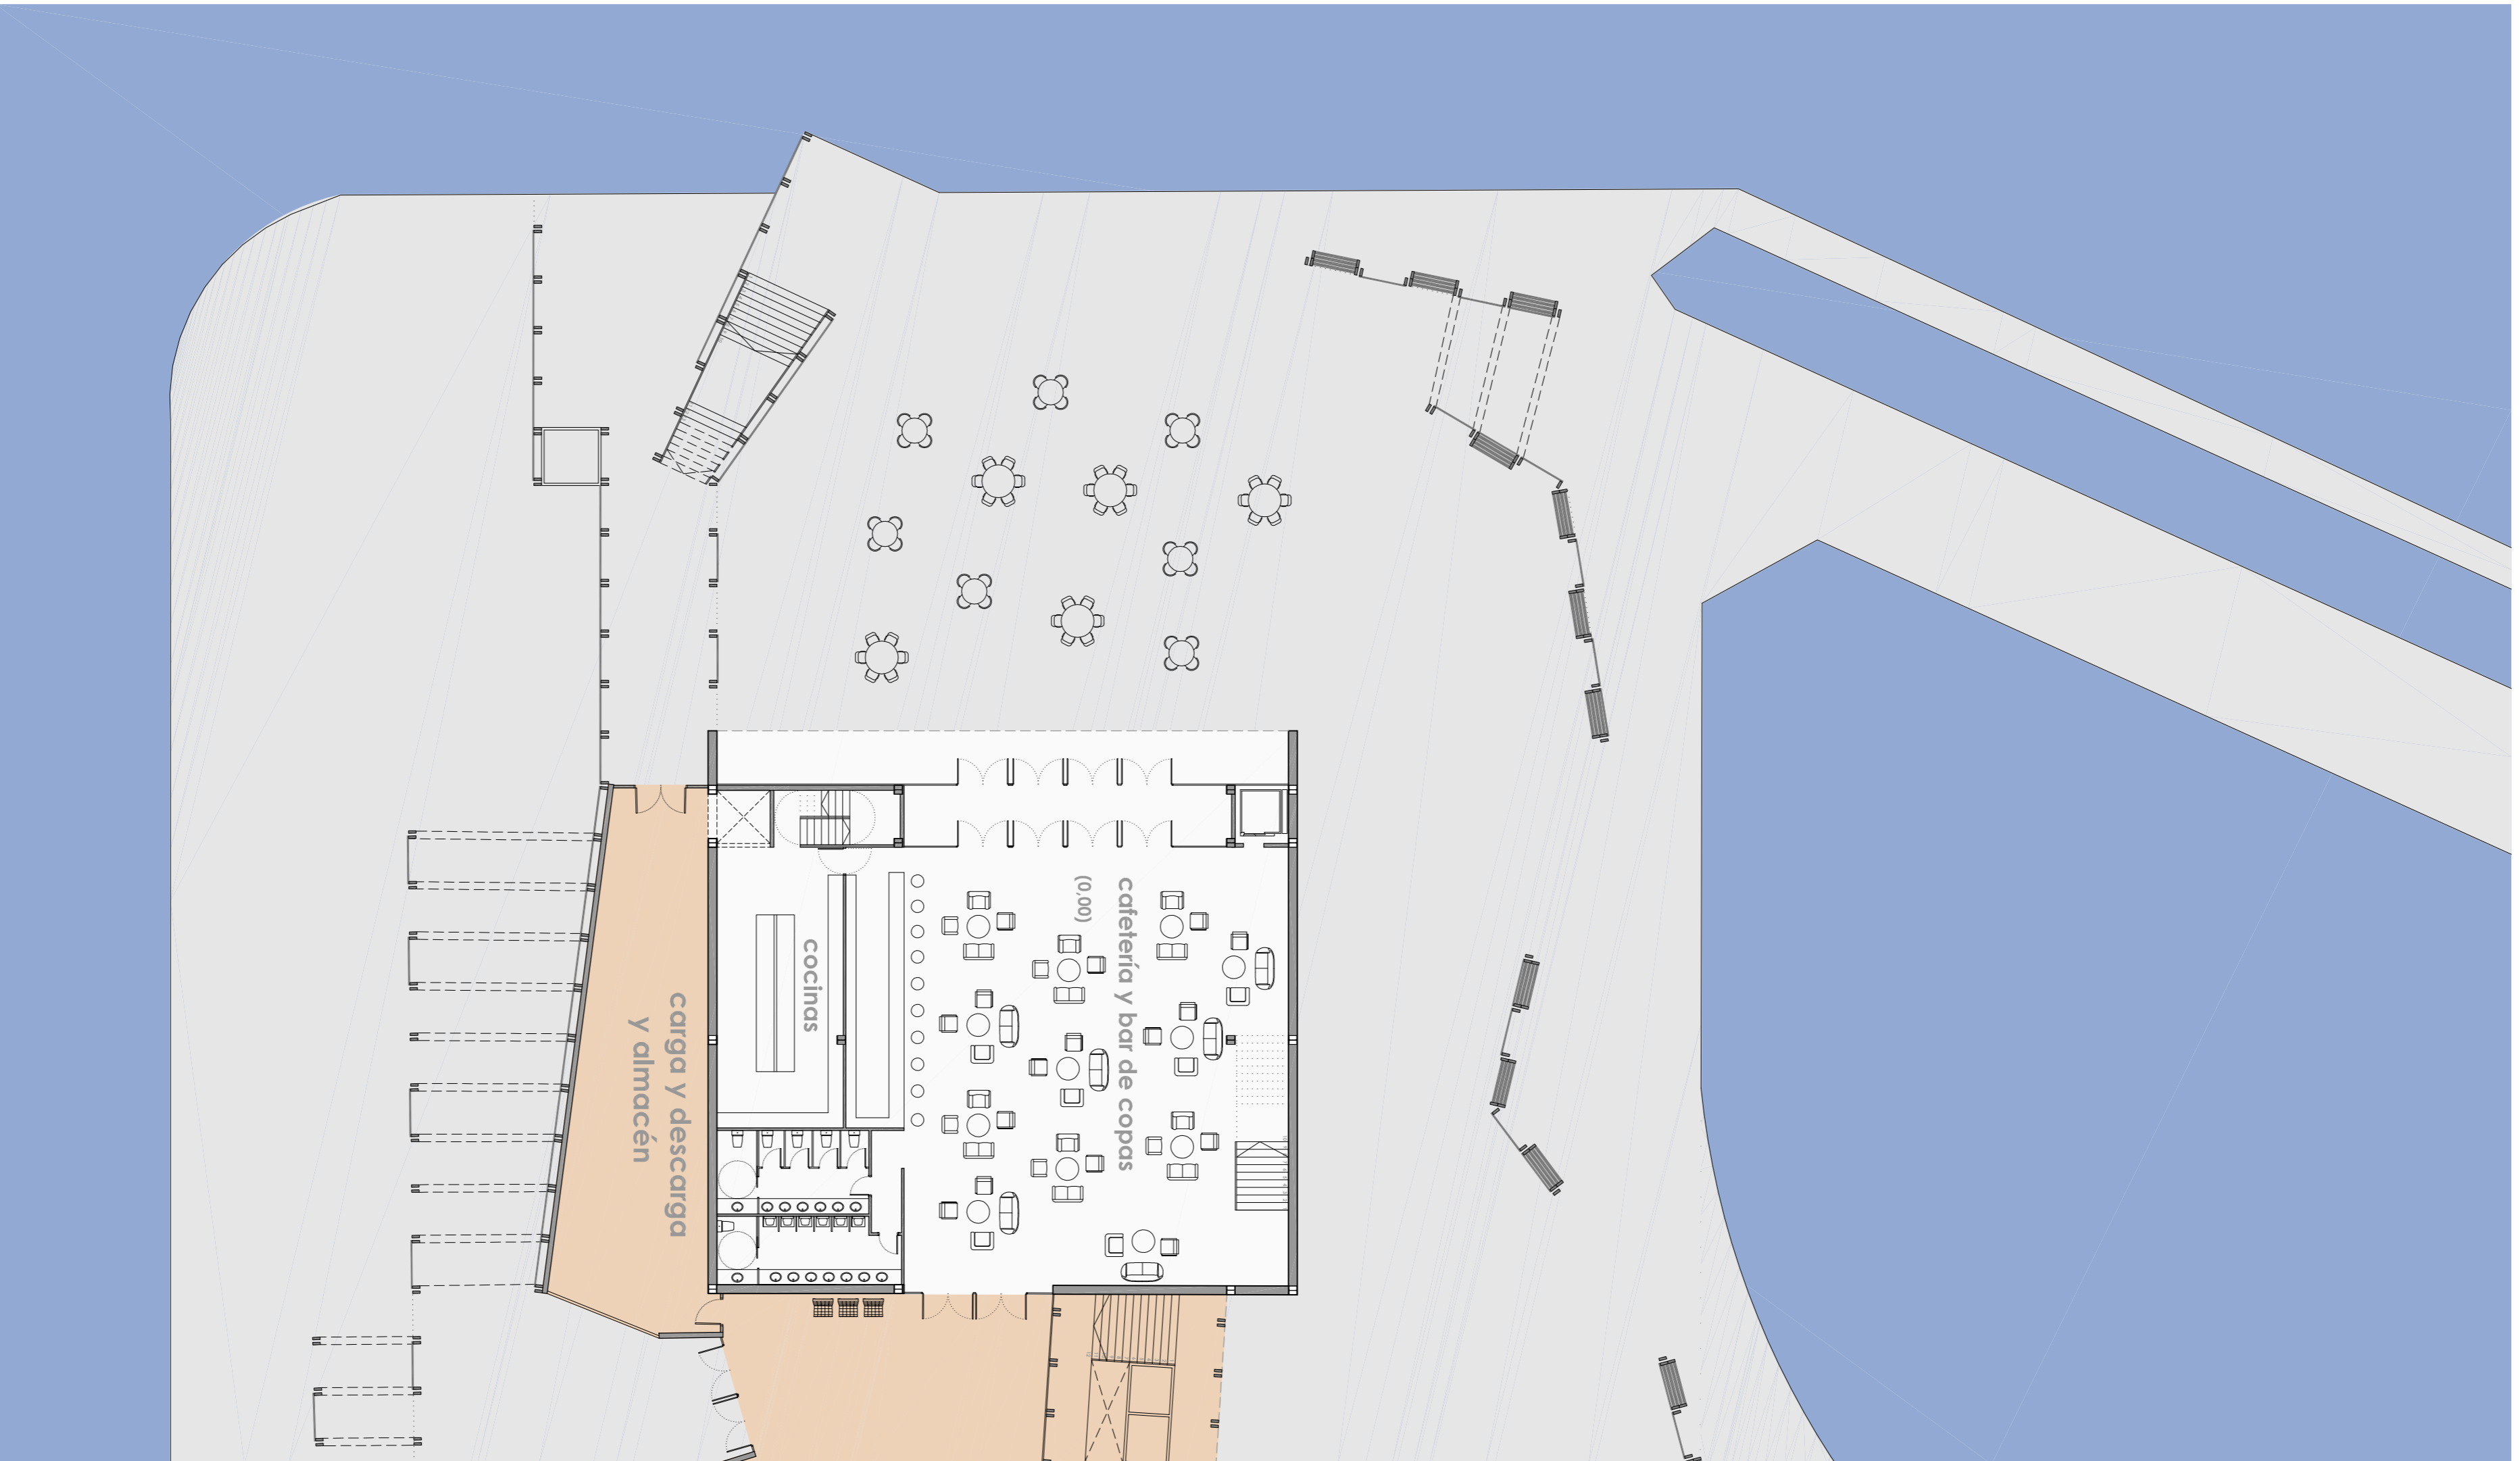 carga y descarga
y almacén
cocinas
cafetería y bar de copas
(0,00)